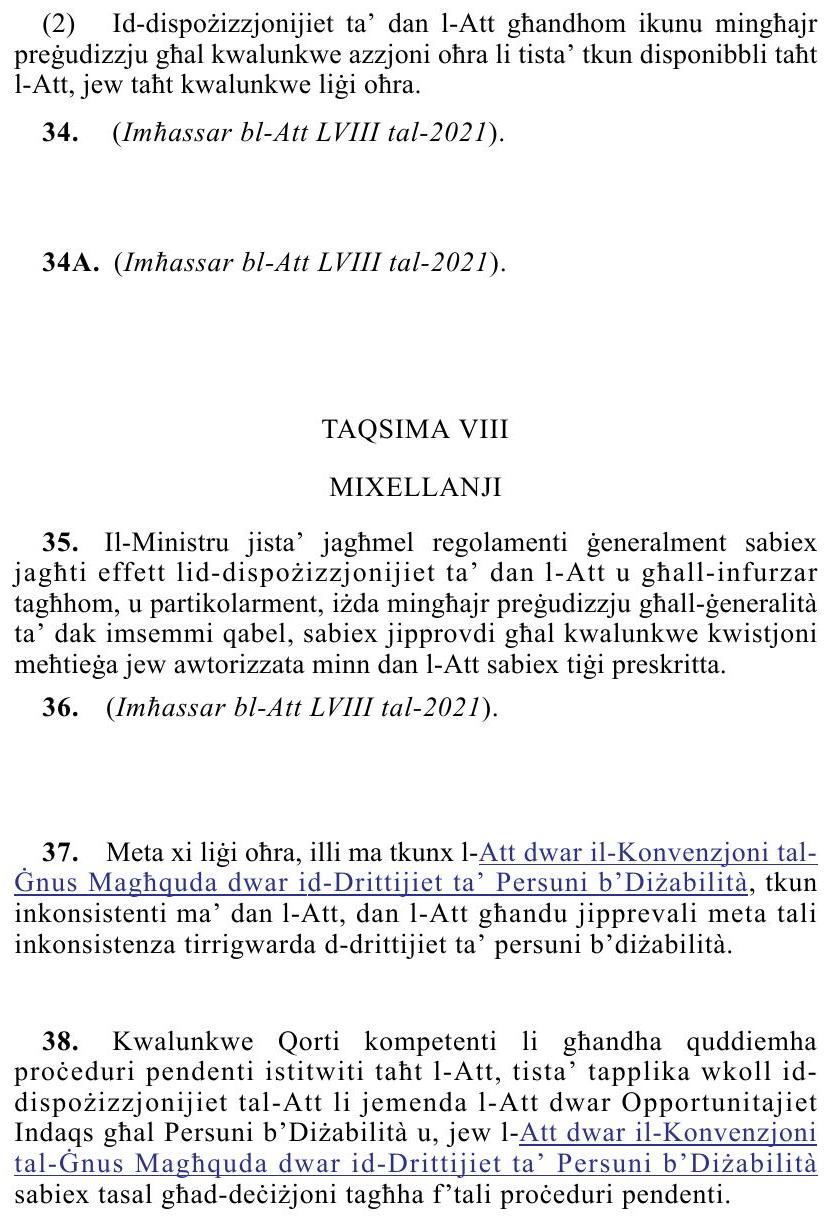 (2) Id-dispożizzjonijiet ta’ dan l-Att għandhom ikunu mingħajr
preġudizzju għal kwalunkwe azzjoni oħra li tista’ tkun disponibbli taħt
l-Att, jew taħt kwalunkwe liġi oħra.
34. (Imħassar bl-Att LVIII tal-2021).
34A. (Imħassar bl-Att LVIII tal-2021).
TAQSIMA VIII
MIXELLANJI
35. Il-Ministru jista’ jagħmel regolamenti ġeneralment sabiex
jagħti effett lid-dispożizzjonijiet ta’ dan l-Att u għall-infurzar
tagħhom, u partikolarment, iżda mingħajr preġudizzju għall-ġeneralità
ta’ dak imsemmi qabel, sabiex jipprovdi għal kwalunkwe kwistjoni
meħtieġa jew awtorizzata minn dan l-Att sabiex tiġi preskritta.
36. (Imħassar bl-Att LVIII tal-2021).
37. Meta xi liġi oħra, illi ma tkunx l-Att dwar il-Konvenzjoni tal-
Ġnus Magħquda dwar id-Drittijiet ta’ Persuni b’Diżabilità, tkun
inkonsistenti ma’ dan l-Att, dan l-Att għandu jipprevali meta tali
inkonsistenza tirrigwarda d-drittijiet ta’ persuni b’diżabilità.
38. Kwalunkwe Qorti kompetenti li għandha quddiemha
proċeduri pendenti istitwiti taħt l-Att, tista’ tapplika wkoll id-
dispożizzjonijiet tal-Att li jemenda l-Att dwar Opportunitajiet
Indaqs għal Persuni b’Diżabilità u, jew l-Att dwar il-Konvenzjoni
tal-Ġnus Magħquda dwar id-Drittijiet ta’ Persuni b’Diżabilità
sabiex tasal għad-deċiżjoni tagħha f’tali proċeduri pendenti.